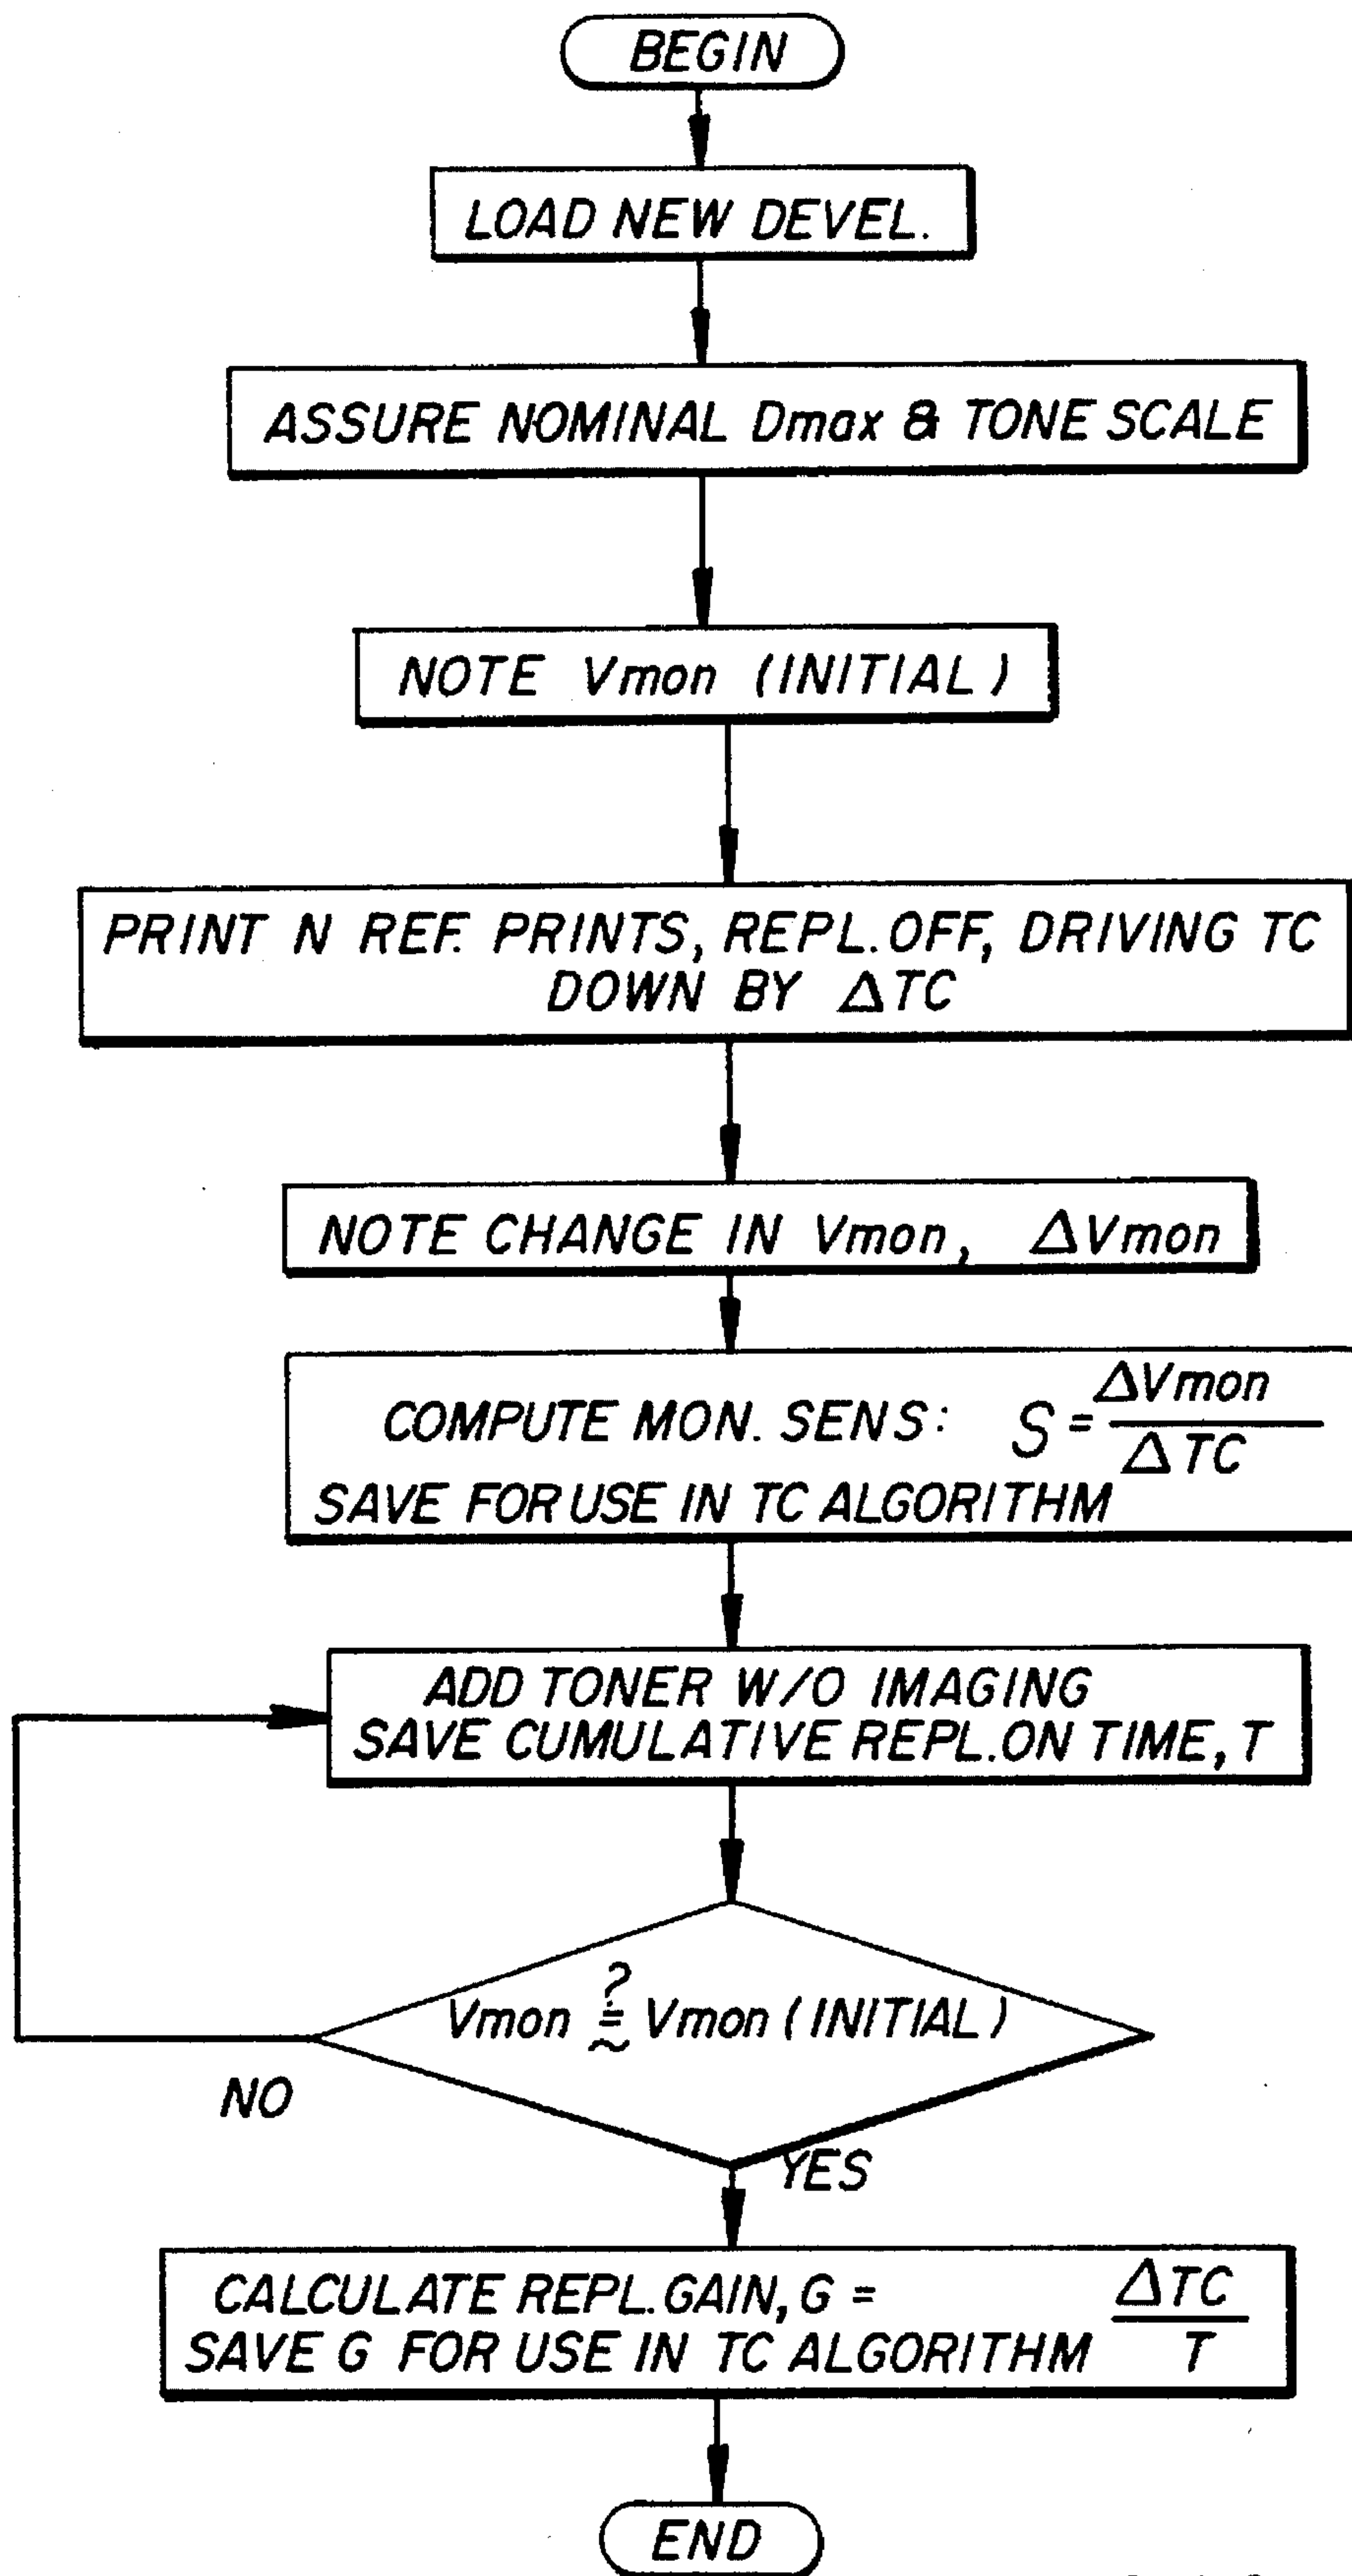 BEGIN
LOAD NEW DEVEL.
ASSURE NOMINAL Dmax & TONE SCALE
NOTE Vmon (INITIAL)
PRINT N REF. PRINTS, REPL. OFF, DRIVING TC
DOWN BY ΔTC
NOTE CHANGE IN Vmon, ΔVmon
COMPUTE MON. SENS: S = ΔVmon / ΔTC
SAVE FOR USE IN TC ALGORITHM
ADD TONER W/O IMAGING
SAVE CUMULATIVE REPL. ON TIME, T
Vmon ≅? Vmon (INITIAL)
NO
YES
CALCULATE REPL. GAIN, G = ΔTC / T
SAVE G FOR USE IN TC ALGORITHM
END